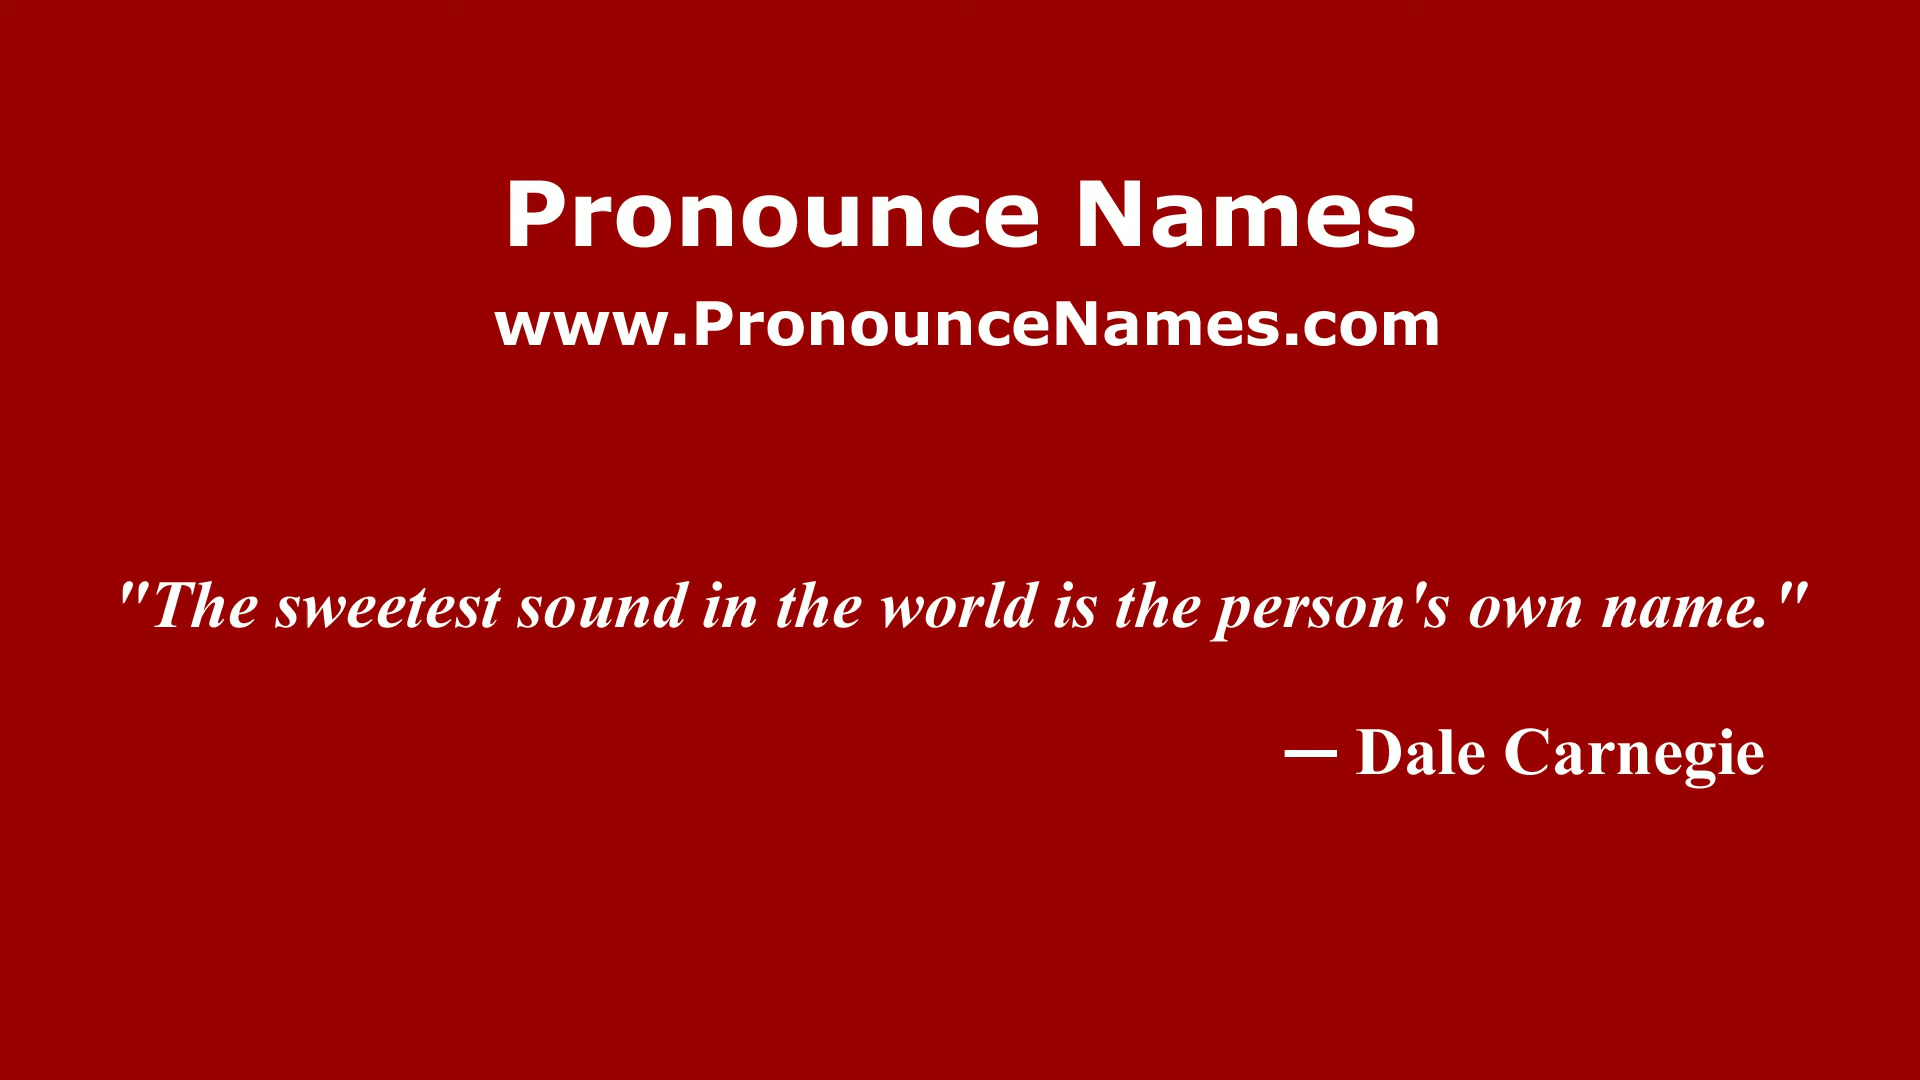 Pronounce Names
www.PronounceNames.com
"The sweetest sound in the world is the person's own name."
— Dale Carnegie